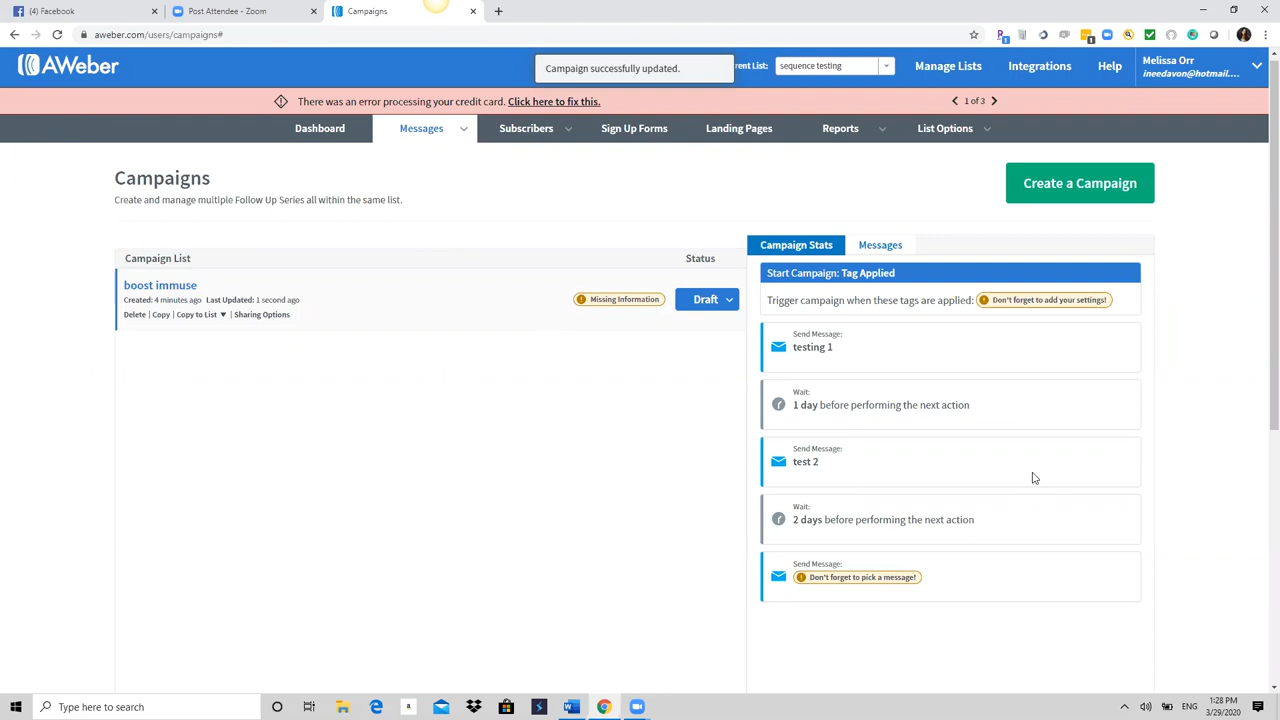 (4) Facebook
Post Attendee - Zoom
Campaigns
aweber.com/users/campaigns#
AWeber
Campaign successfully updated.
rent List:
sequence testing
Manage Lists
Integrations
Help
Melissa Orr
ineedavon@hotmail....
There was an error processing your credit card. Click here to fix this.
1 of 3
Dashboard
Messages
Subscribers
Sign Up Forms
Landing Pages
Reports
List Options
Campaigns
Create and manage multiple Follow Up Series all within the same list.
Create a Campaign
Campaign List
Status
boost immuse
Created: 4 minutes ago Last Updated: 1 second ago
Delete | Copy | Copy to List ▼ | Sharing Options
Missing Information
Draft
Campaign Stats
Messages
Start Campaign: Tag Applied
Trigger campaign when these tags are applied: Don't forget to add your settings!
Send Message:
testing 1
Wait:
1 day before performing the next action
Send Message:
test 2
Wait:
2 days before performing the next action
Send Message:
Don't forget to pick a message!
Type here to search
ENG
1:28 PM
3/29/2020